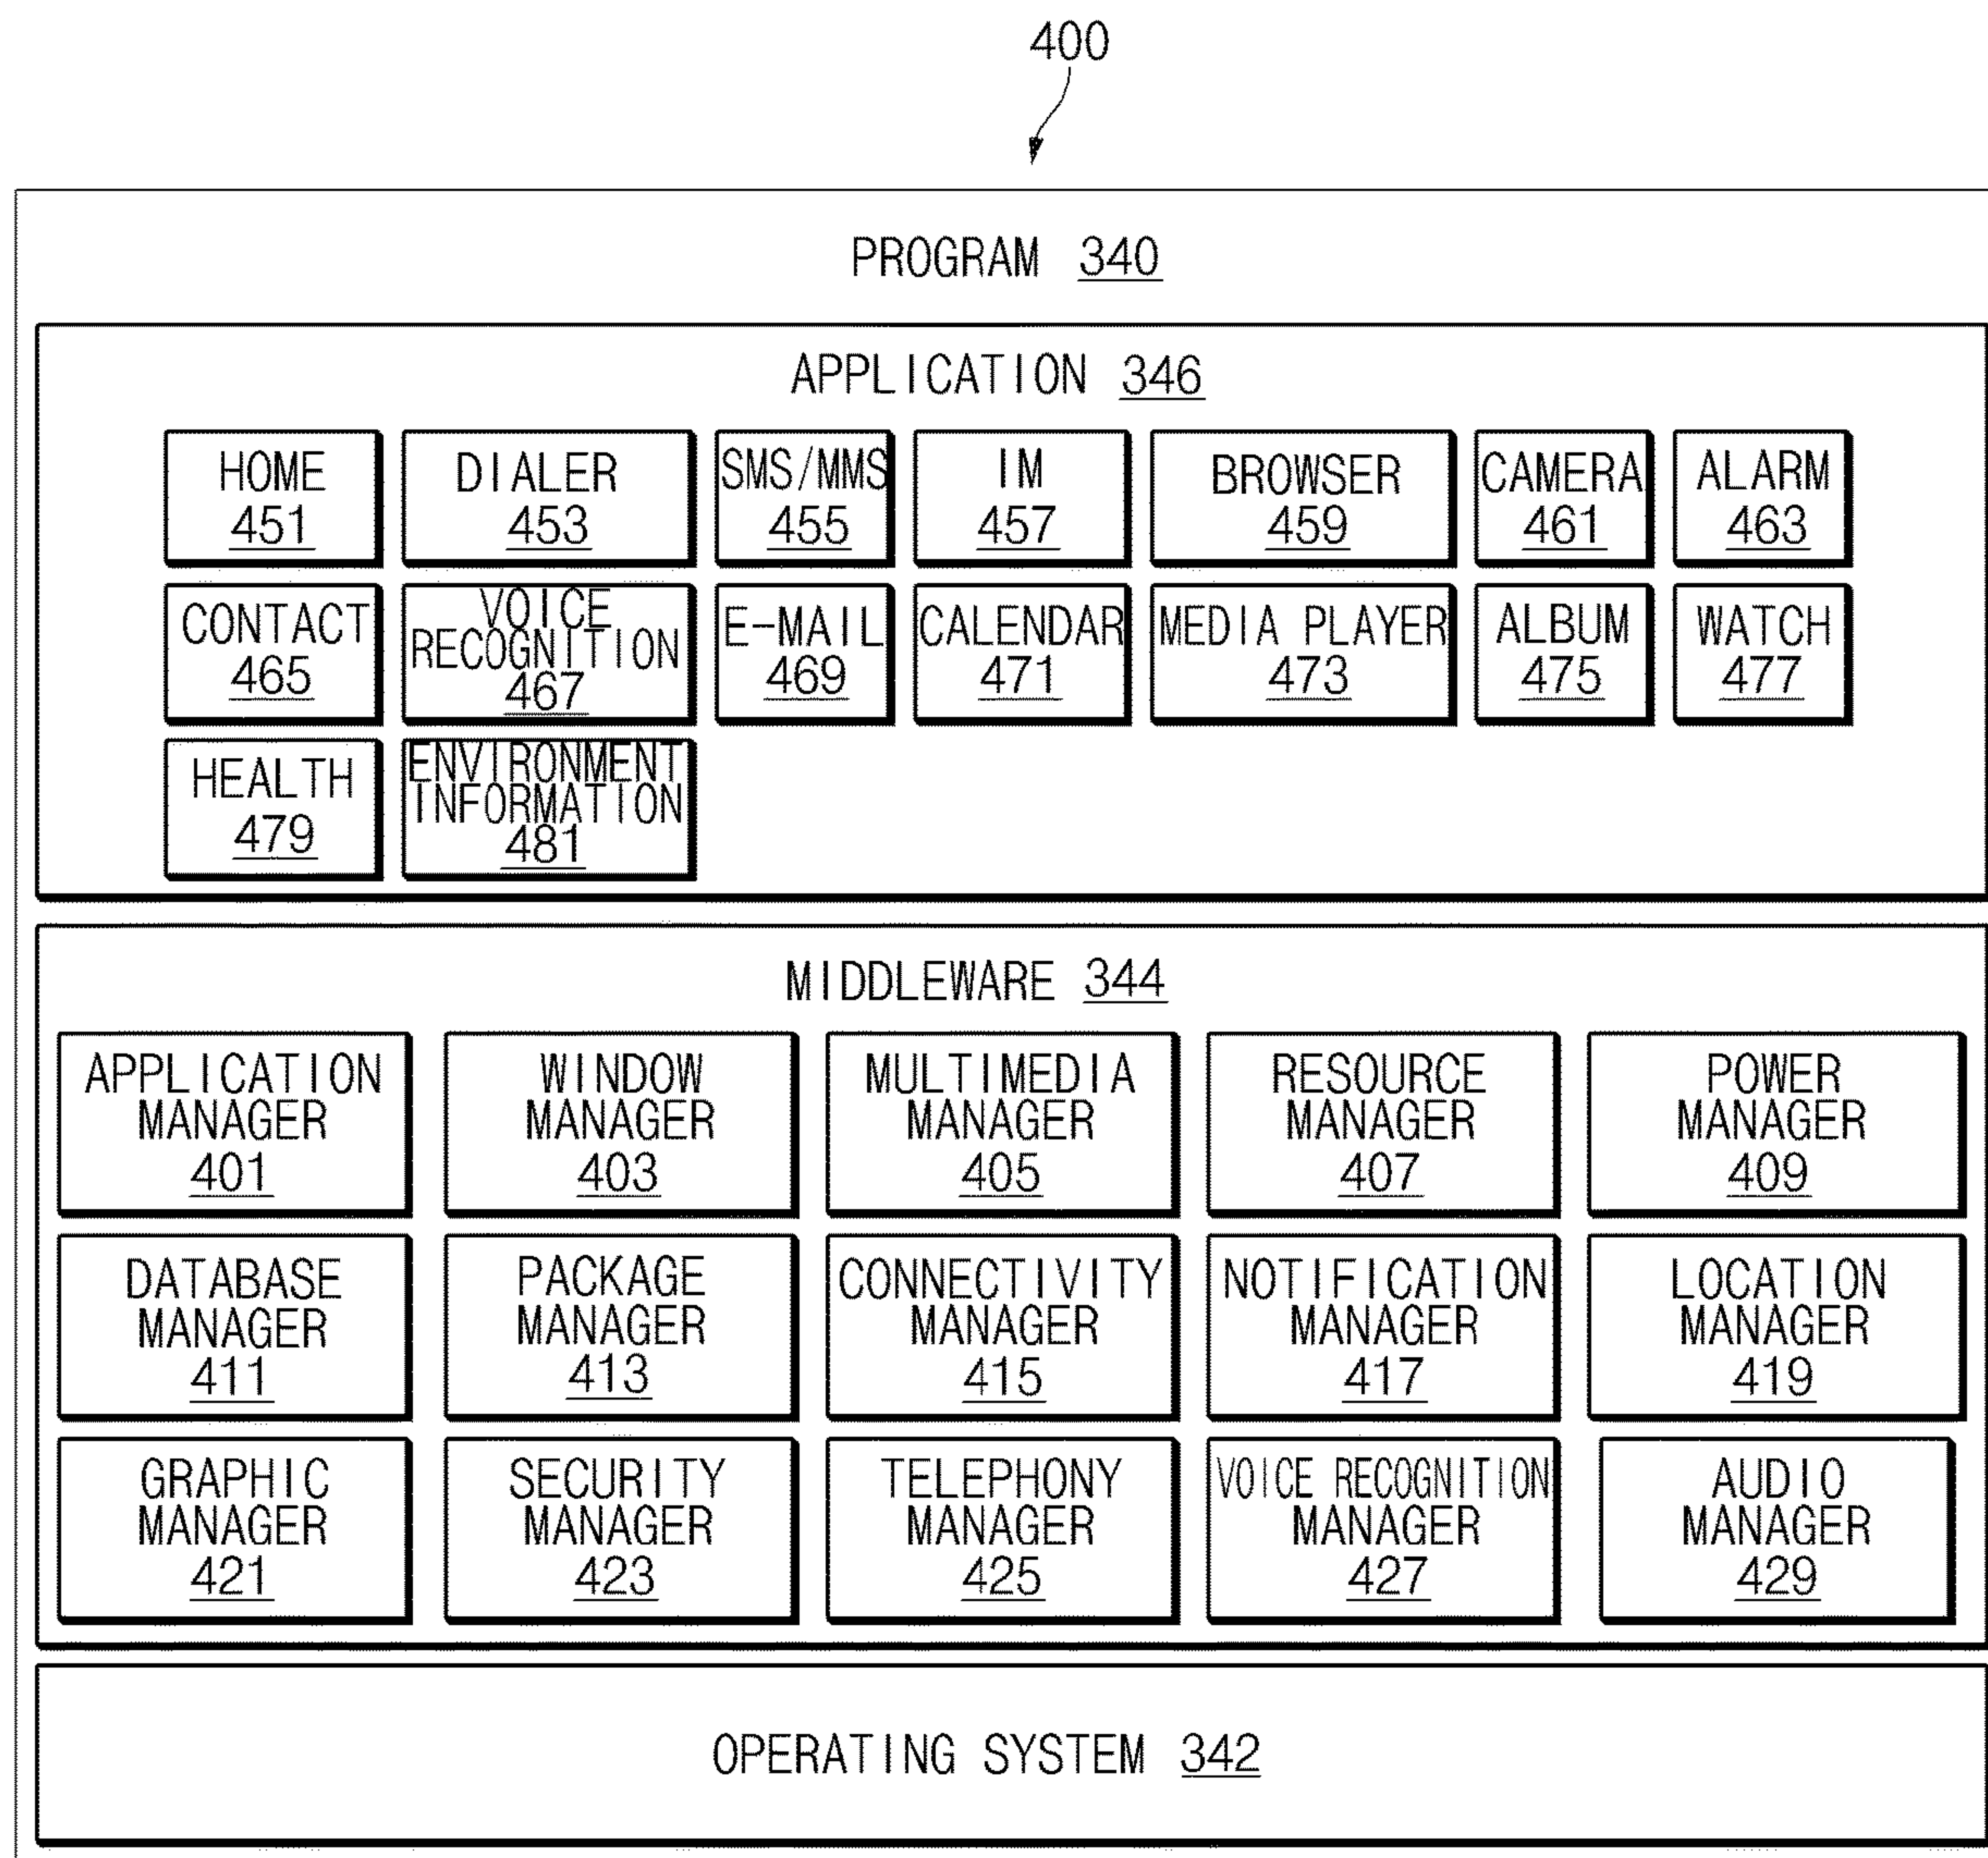 400
PROGRAM 340
APPLICATION 346
HOME
451
DIALER
453
SMS/MMS
455
IM
457
BROWSER
459
CAMERA
461
ALARM
463
CONTACT
465
VOICE
RECOGNITION
467
E-MAIL
469
CALENDAR
471
MEDIA PLAYER
473
ALBUM
475
WATCH
477
HEALTH
479
ENVIRONMENT
INFORMATION
481
MIDDLEWARE 344
APPLICATION
MANAGER
401
WINDOW
MANAGER
403
MULTIMEDIA
MANAGER
405
RESOURCE
MANAGER
407
POWER
MANAGER
409
DATABASE
MANAGER
411
PACKAGE
MANAGER
413
CONNECTIVITY
MANAGER
415
NOTIFICATION
MANAGER
417
LOCATION
MANAGER
419
GRAPHIC
MANAGER
421
SECURITY
MANAGER
423
TELEPHONY
MANAGER
425
VOICE RECOGNITION
MANAGER
427
AUDIO
MANAGER
429
OPERATING SYSTEM 342